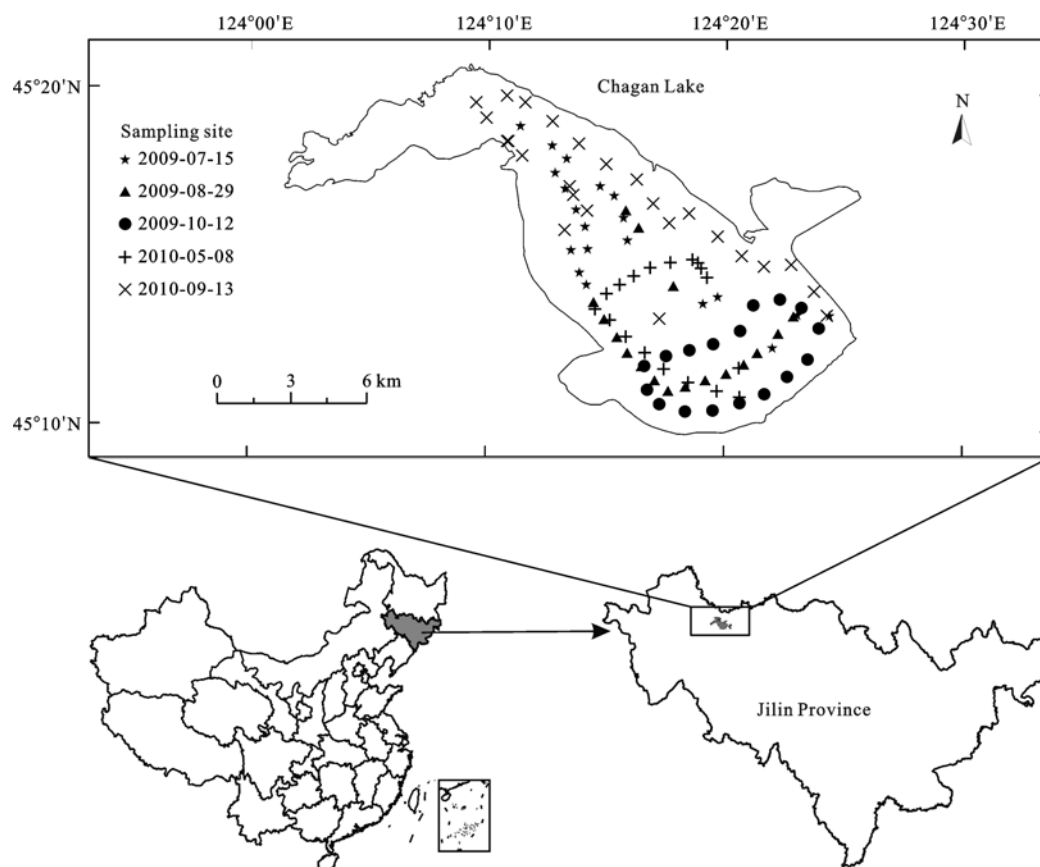 124°00′E 124°10′E 124°20′E 124°30′E
45°20′N
Chagan Lake
N
Sampling site
2009-07-15
2009-08-29
2009-10-12
2010-05-08
2010-09-13
0 3 6 km
45°10′N
Jilin Province